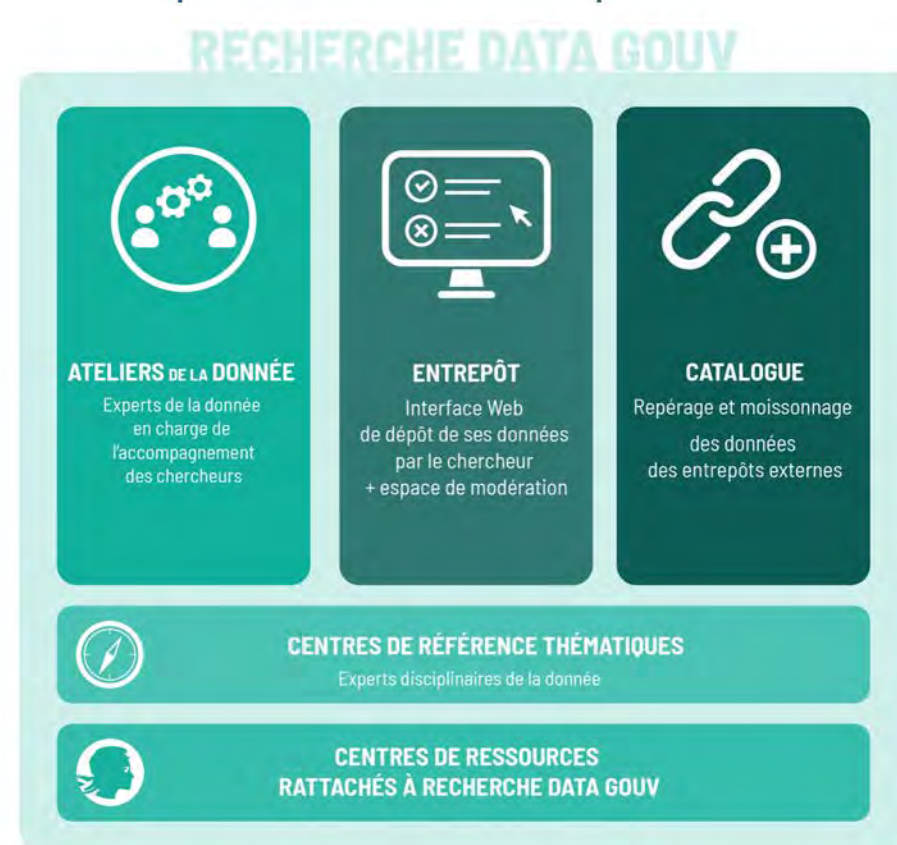 RECHERCHE DATA GOUV
ATELIERS DE LA DONNÉE
Experts de la donnée
en charge de
l'accompagnement
des chercheurs
ENTREPÔT
Interface Web
de dépôt de ses données
par le chercheur
+ espace de modération
CATALOGUE
Repérage et moissonnage
des données
des entrepôts externes
CENTRES DE RÉFÉRENCE THÉMATIQUES
Experts disciplinaires de la donnée
CENTRES DE RESSOURCES
RATTACHÉS À RECHERCHE DATA GOUV